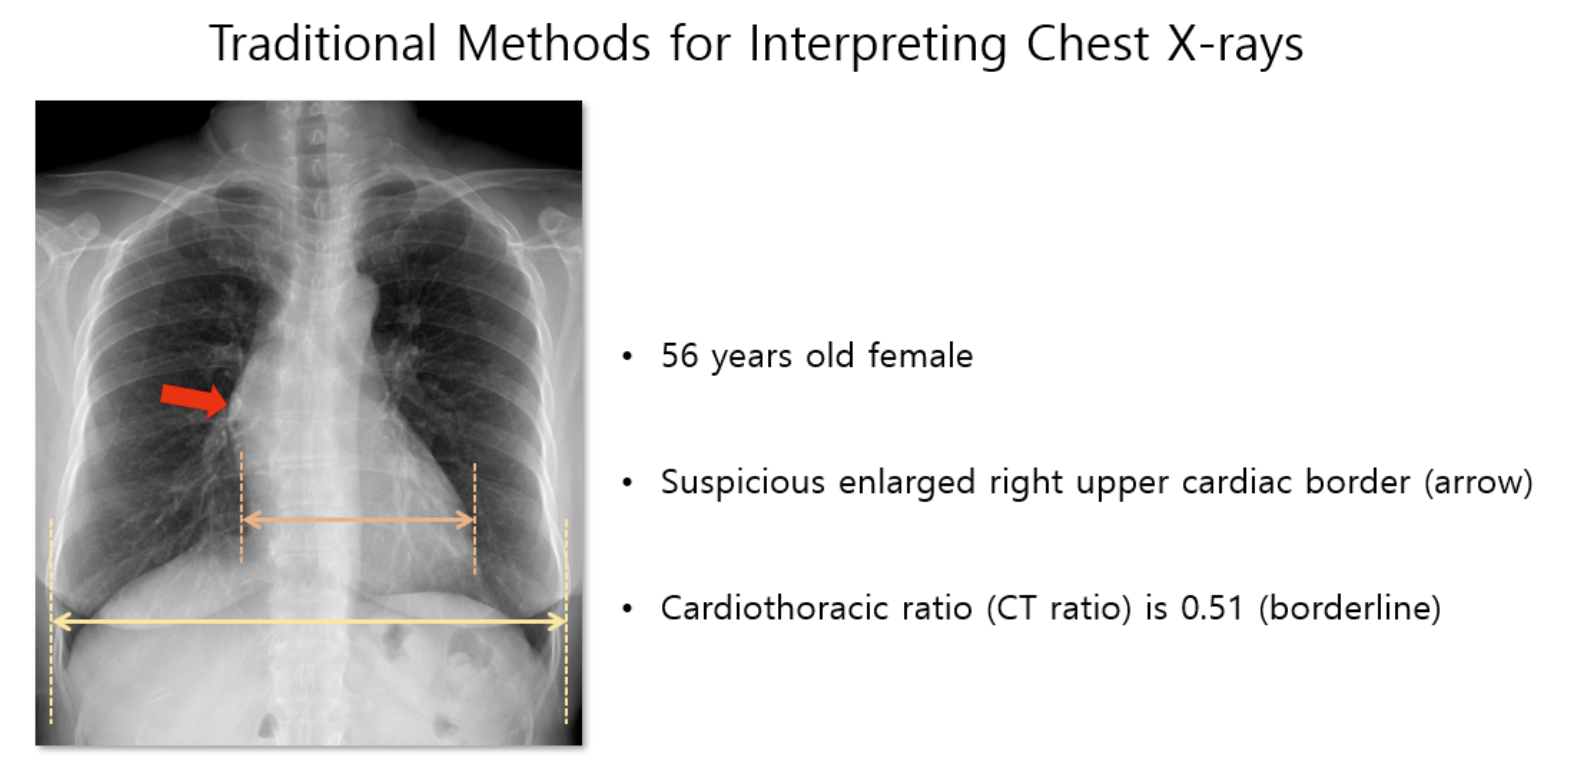 Traditional Methods for Interpreting Chest X-rays
• 56 years old female
• Suspicious enlarged right upper cardiac border (arrow)
• Cardiothoracic ratio (CT ratio) is 0.51 (borderline)